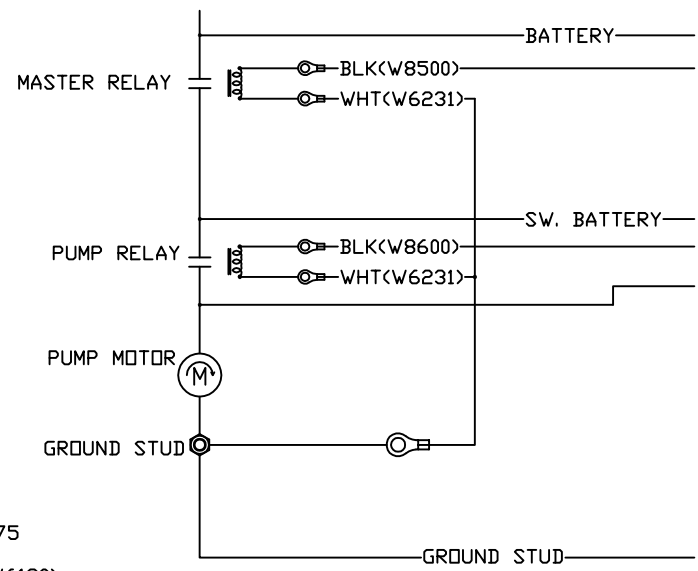 BATTERY
MASTER RELAY
BLK(W8500)
WHT(W6231)
SW. BATTERY
PUMP RELAY
BLK(W8600)
WHT(W6231)
PUMP MOTOR
M
GROUND STUD
75
GROUND STUD